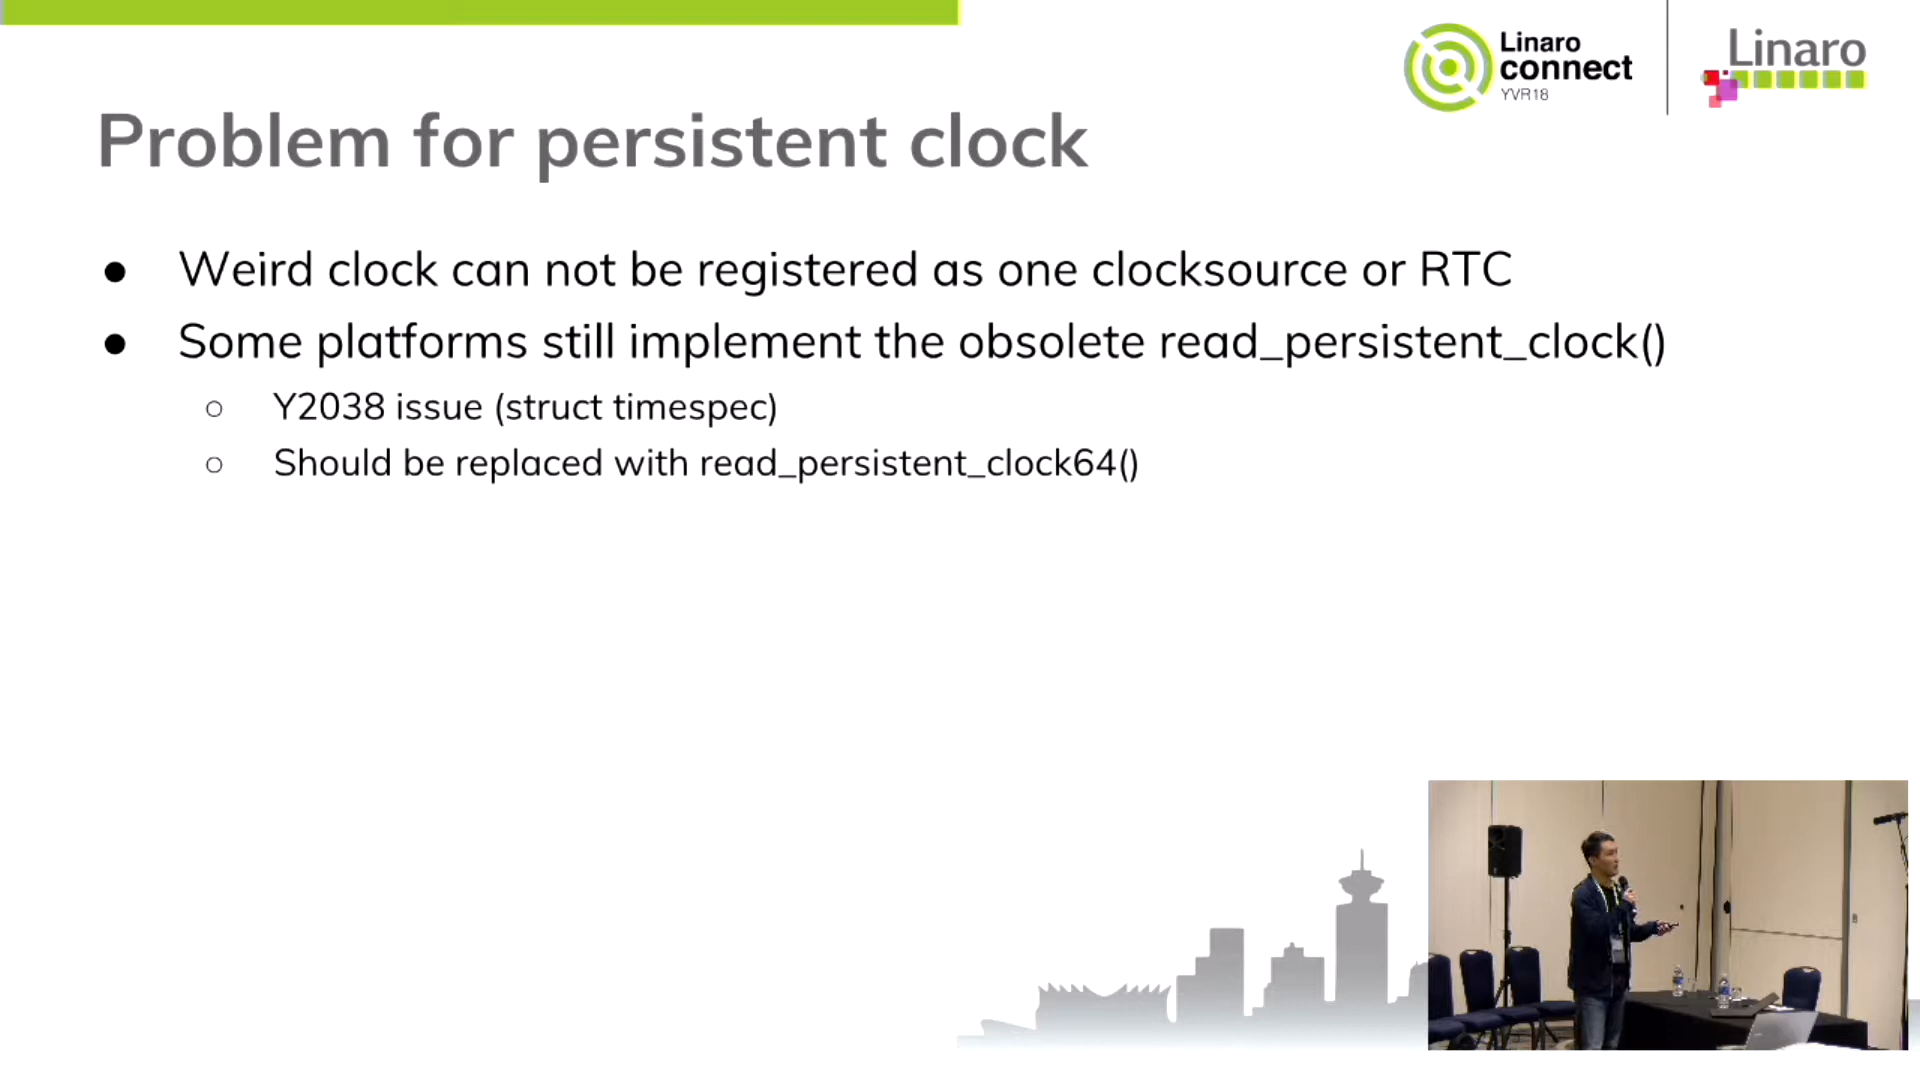 Linaro
connect
YVR18
Linaro
Problem for persistent clock
● Weird clock can not be registered as one clocksource or RTC
● Some platforms still implement the obsolete read_persistent_clock()
○ Y2038 issue (struct timespec)
○ Should be replaced with read_persistent_clock64()